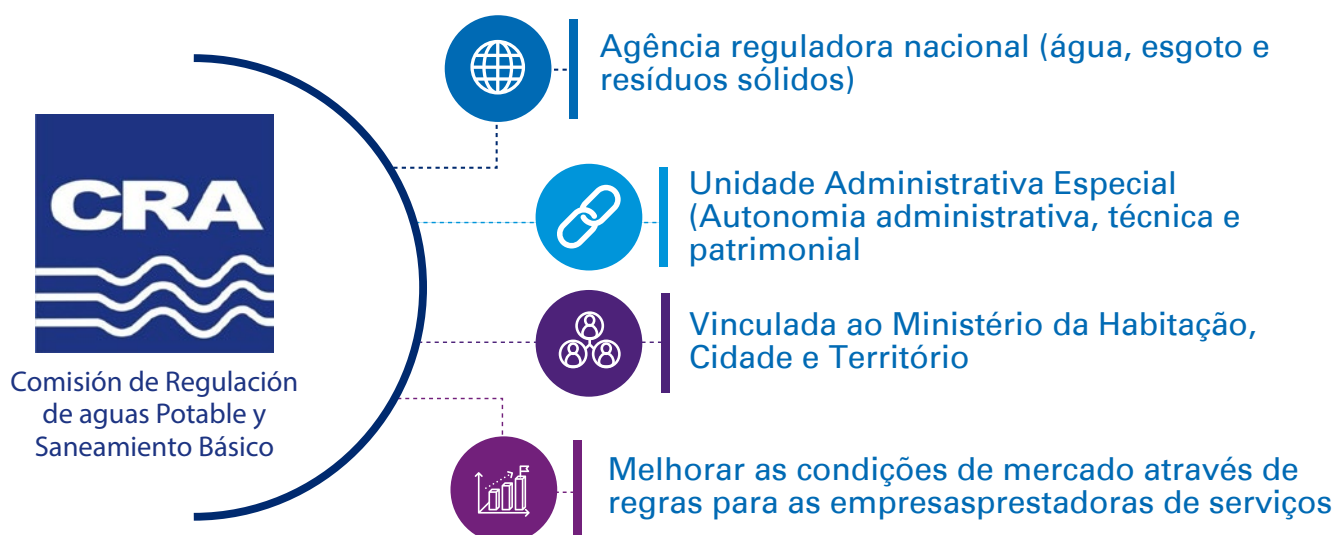 CRA
Comisión de Regulación
de aguas Potable y
Saneamiento Básico
Agência reguladora nacional (água, esgoto e
resíduos sólidos)
Unidade Administrativa Especial
(Autonomia administrativa, técnica e
patrimonial
Vinculada ao Ministério da Habitação,
Cidade e Território
Melhorar as condições de mercado através de
regras para as empresasprestadoras de serviços